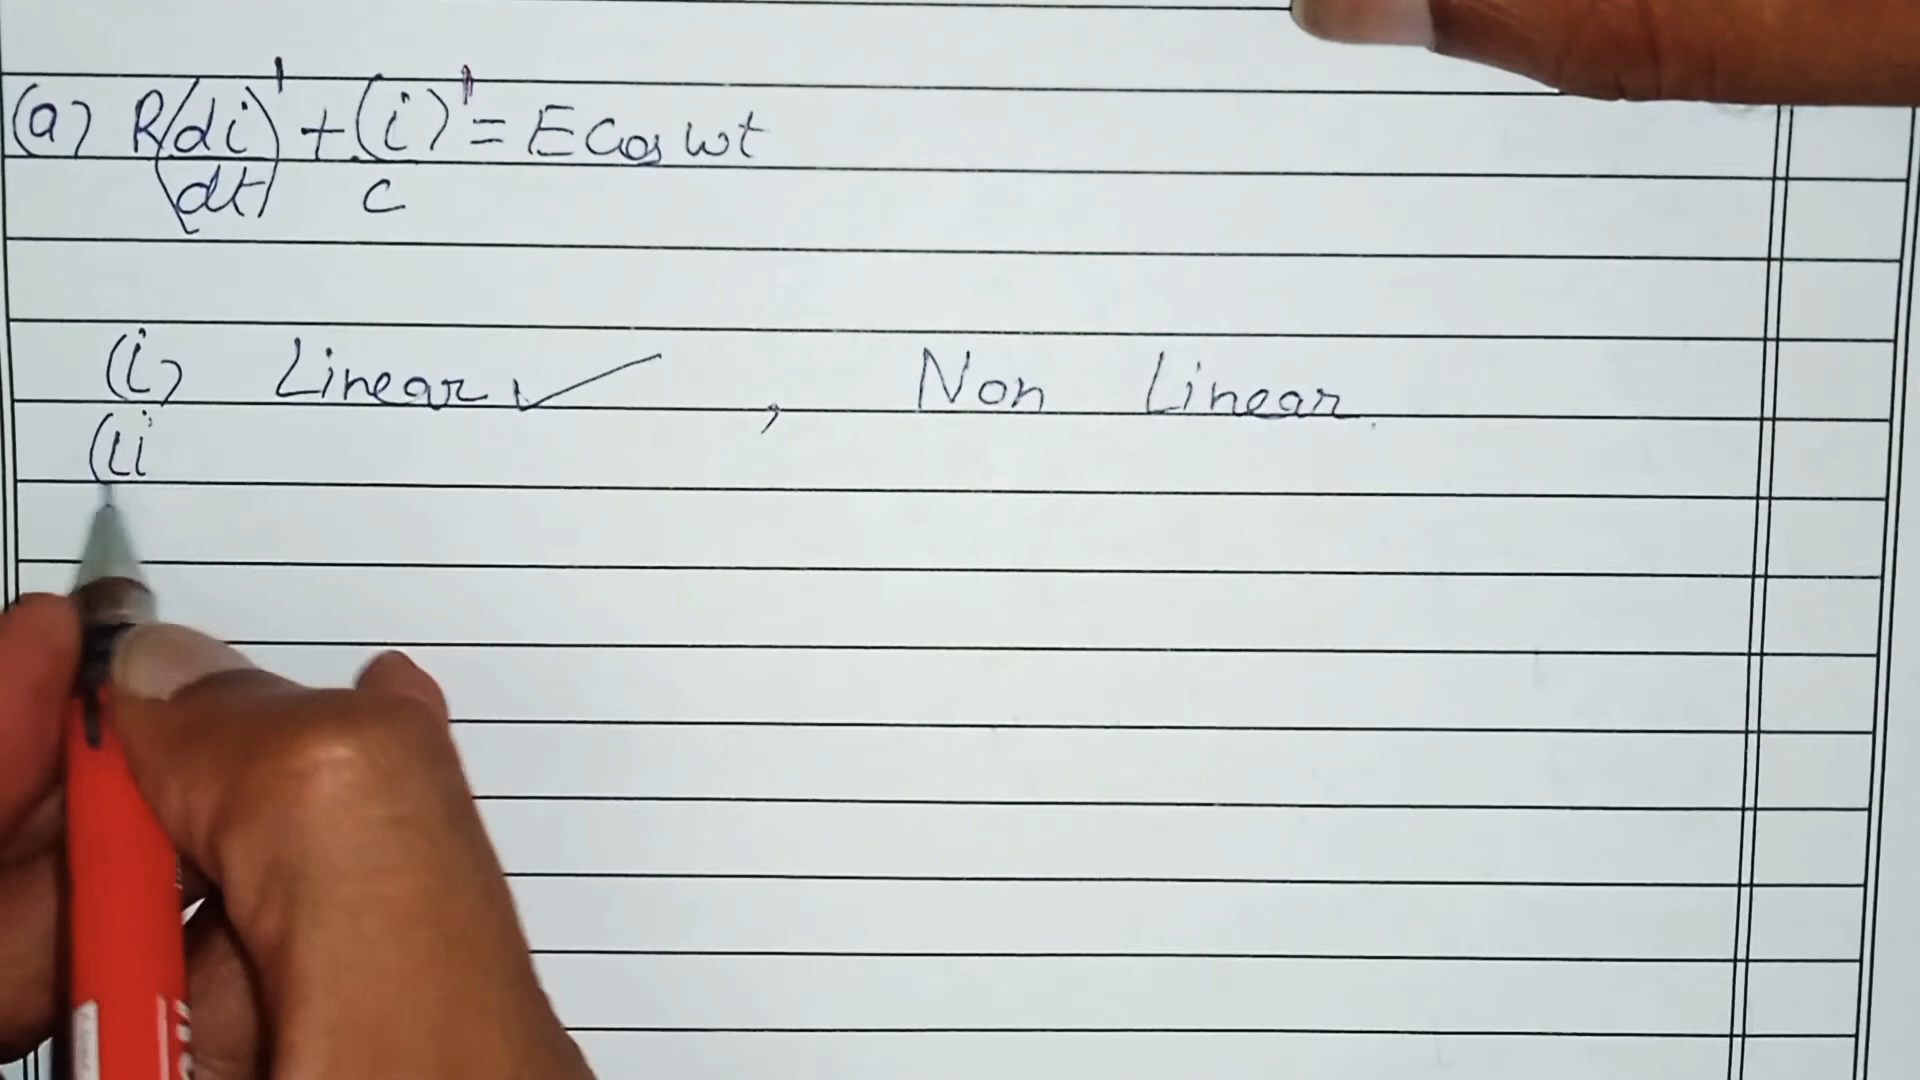 (a) R(di/dt)¹ + (i)¹/c = E Cos wt
(i) Linear ✓ , Non Linear.
(ii